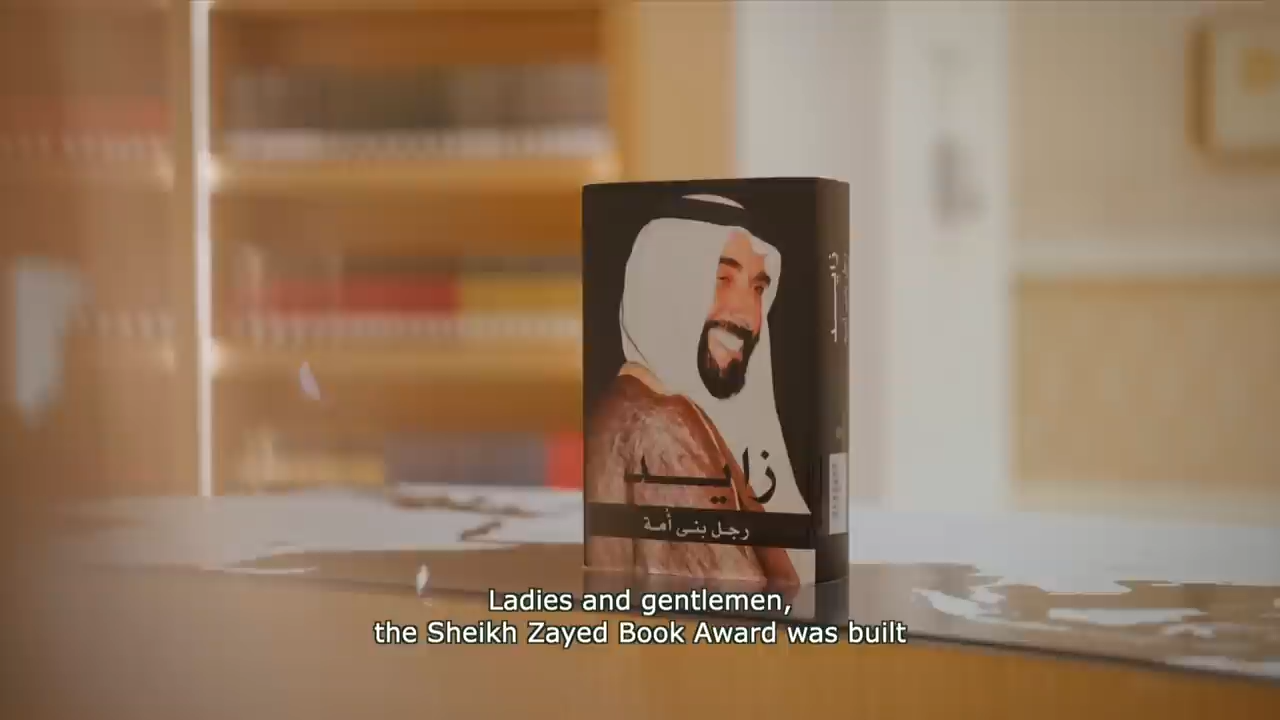 زايد
رجل بنى أمة
Ladies and gentlemen,
the Sheikh Zayed Book Award was built